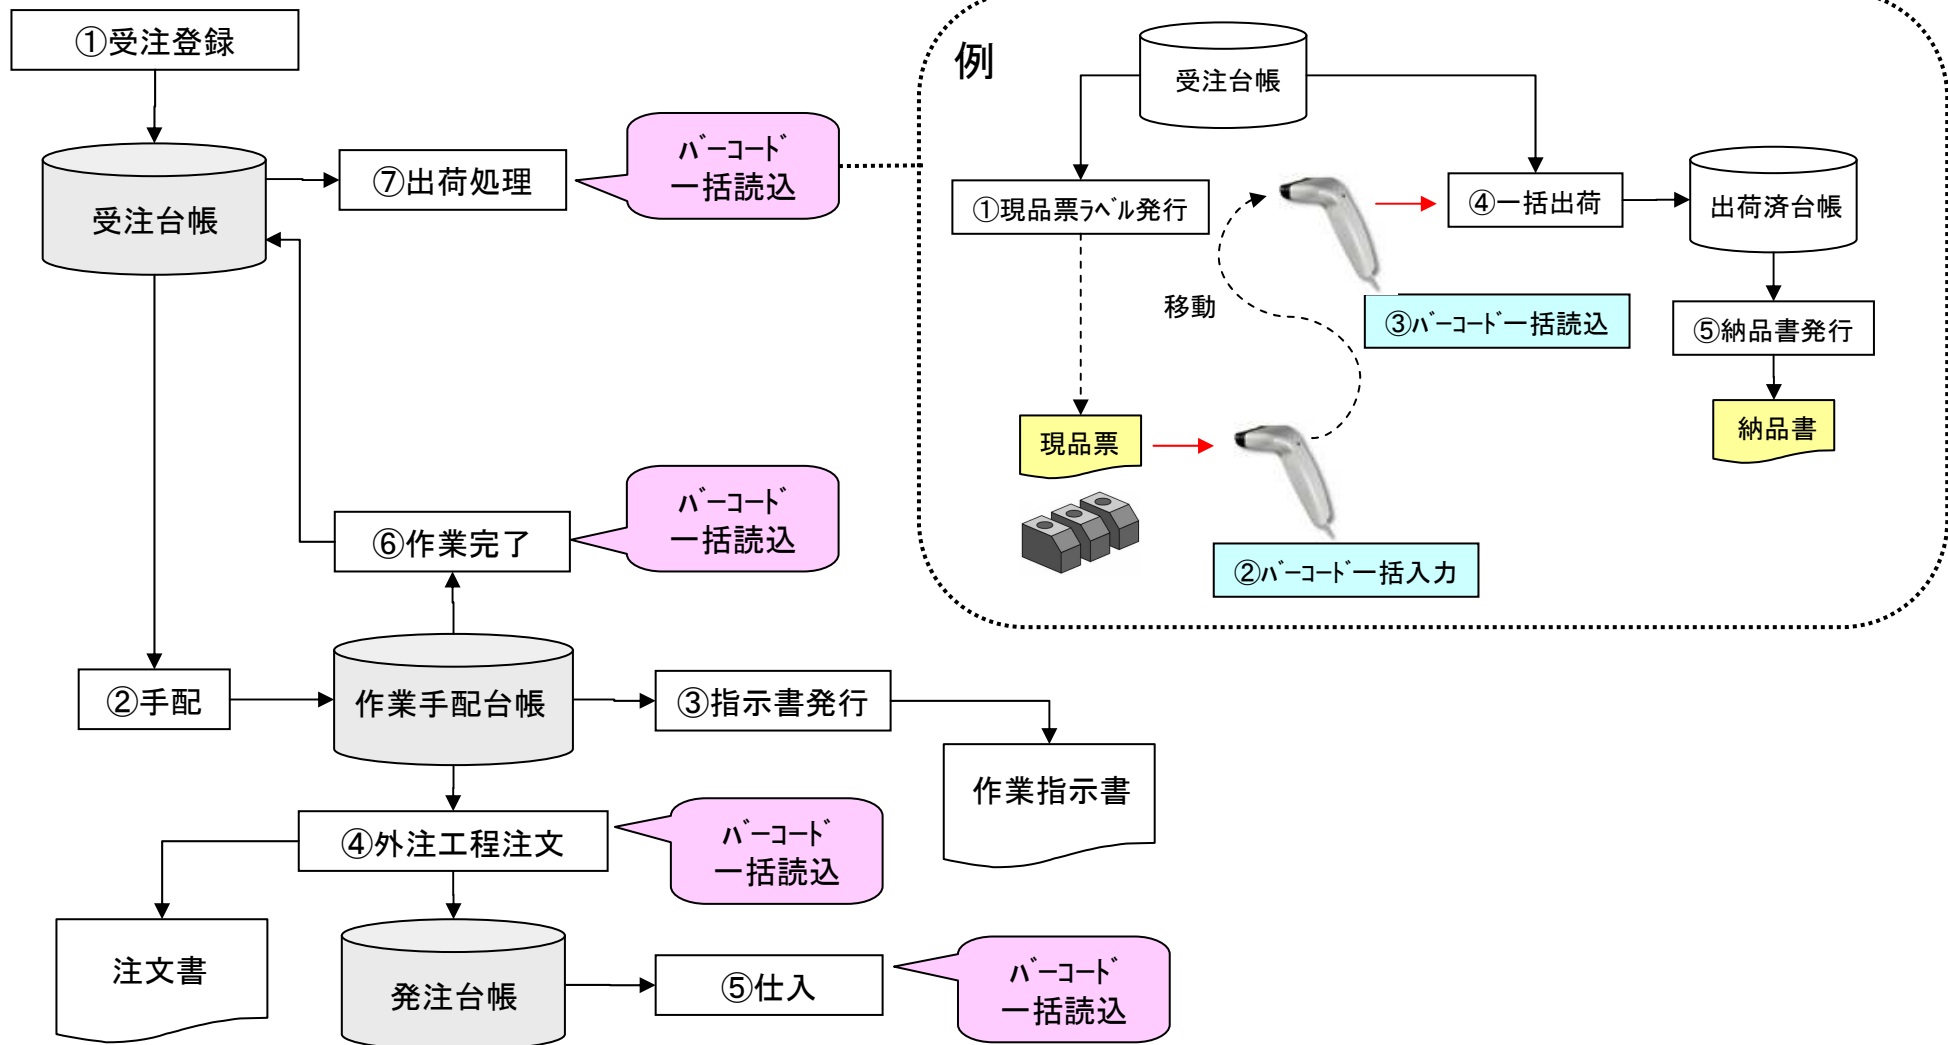 ①受注登録
受注台帳
⑦出荷処理
ﾊﾞｰｺｰﾄﾞ
一括読込
例
受注台帳
①現品票ﾗﾍﾞﾙ発行
④一括出荷
出荷済台帳
移動
③ﾊﾞｰｺｰﾄﾞ一括読込
⑤納品書発行
現品票
納品書
②ﾊﾞｰｺｰﾄﾞ一括入力
⑥作業完了
ﾊﾞｰｺｰﾄﾞ
一括読込
②手配
作業手配台帳
③指示書発行
作業指示書
④外注工程注文
ﾊﾞｰｺｰﾄﾞ
一括読込
注文書
発注台帳
⑤仕入
ﾊﾞｰｺｰﾄﾞ
一括読込